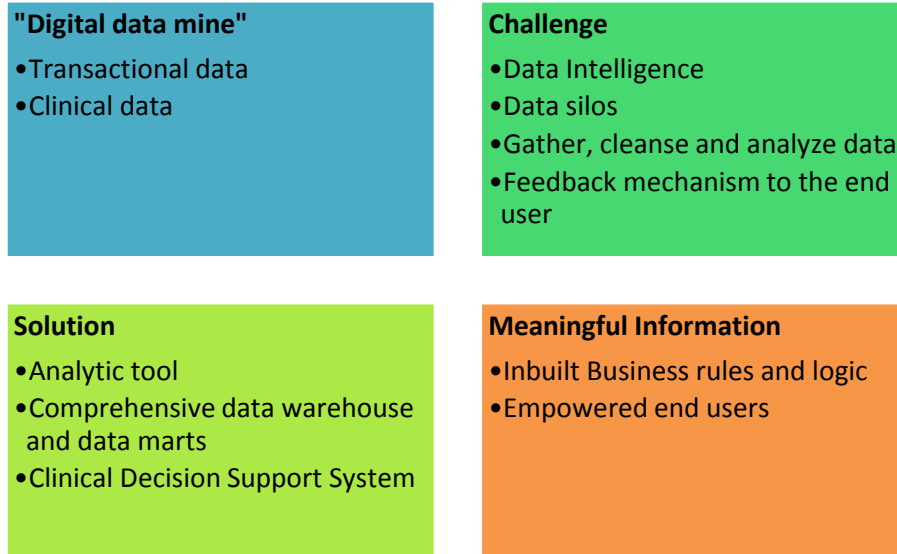 "Digital data mine"
•Transactional data
•Clinical data
Challenge
•Data Intelligence
•Data silos
•Gather, cleanse and analyze data
•Feedback mechanism to the end
user
Solution
•Analytic tool
•Comprehensive data warehouse
and data marts
•Clinical Decision Support System
Meaningful Information
•Inbuilt Business rules and logic
•Empowered end users